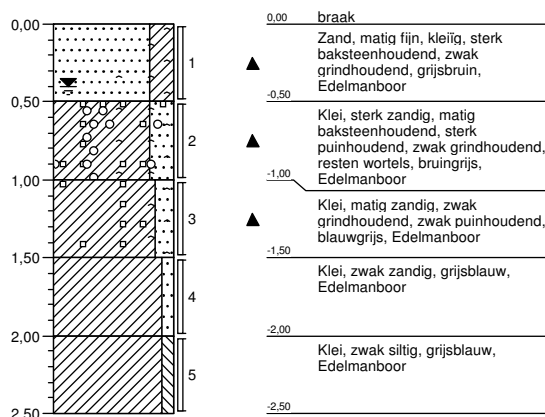 0,00
0,50
1,00
1,50
2,00
2,50
1
2
3
4
5
0,00
braak
Zand, matig fijn, kleiïg, sterk
baksteenhoudend, zwak
grindhoudend, grijsbruin,
Edelmanboor
-0,50
Klei, sterk zandig, matig
baksteenhoudend, sterk
puinhoudend, zwak grindhoudend,
resten wortels, bruingrijs,
Edelmanboor
-1,00
Klei, matig zandig, zwak
grindhoudend, zwak puinhoudend,
blauwgrijs, Edelmanboor
-1,50
Klei, zwak zandig, grijsblauw,
Edelmanboor
-2,00
Klei, zwak siltig, grijsblauw,
Edelmanboor
-2,50